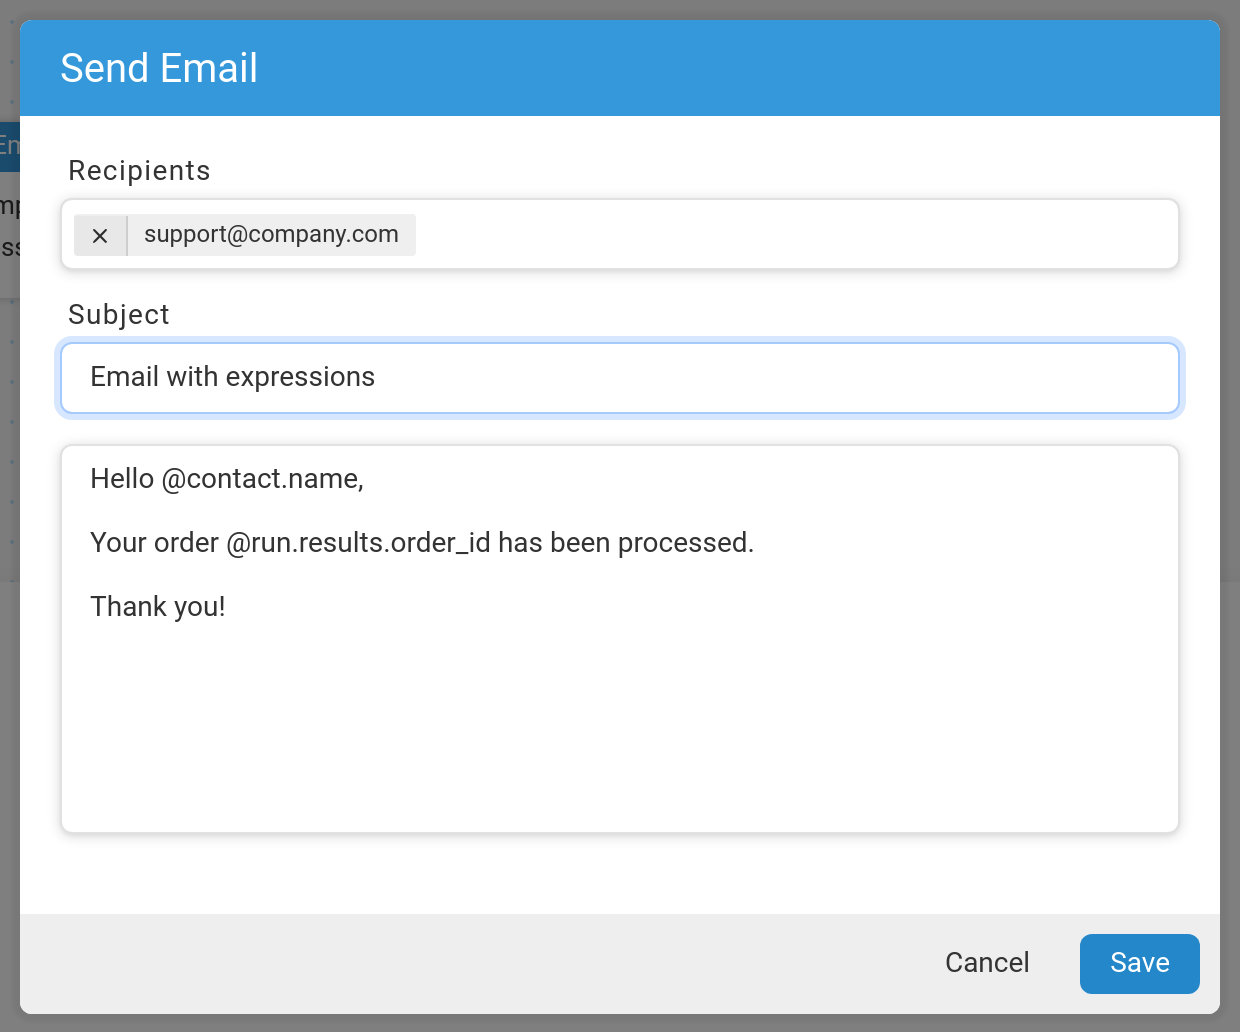 Send Email
Recipients
support@company.com
Subject
Email with expressions
Hello @contact.name,
Your order @run.results.order_id has been processed.
Thank you!
Cancel
Save